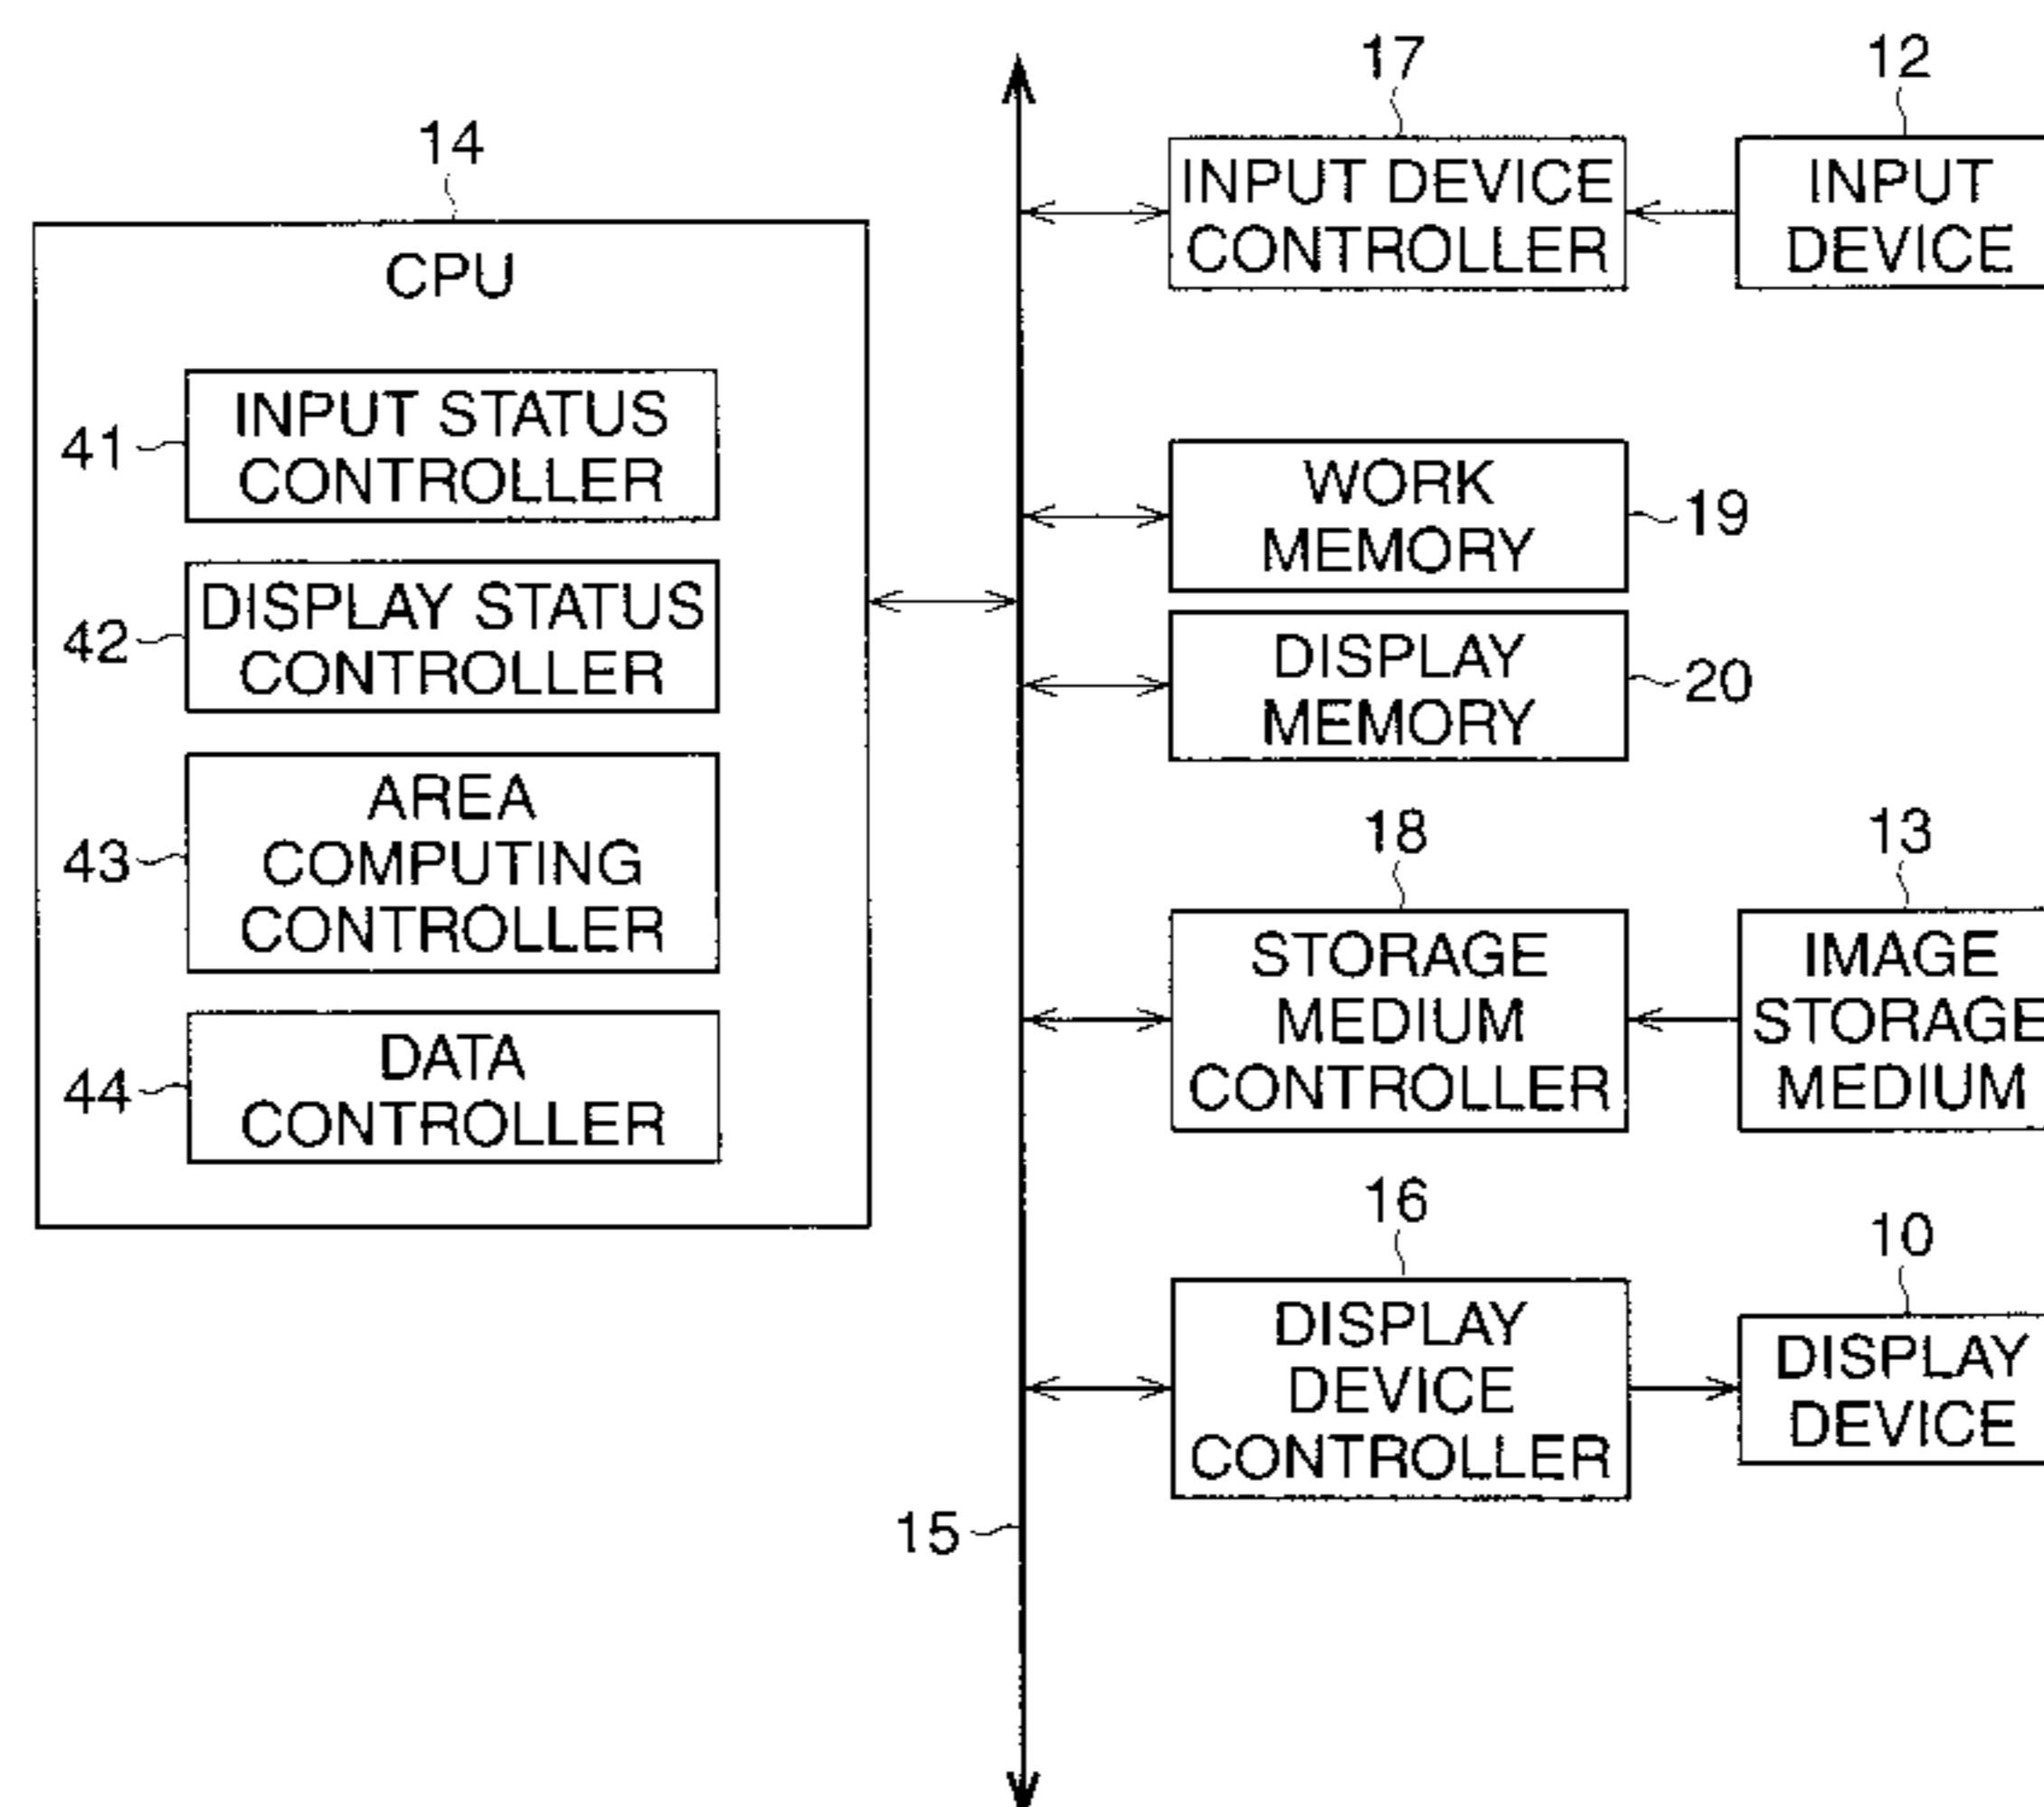 14
CPU
41
INPUT STATUS
CONTROLLER
42
DISPLAY STATUS
CONTROLLER
43
AREA
COMPUTING
CONTROLLER
44
DATA
CONTROLLER
15
17
INPUT DEVICE
CONTROLLER
12
INPUT
DEVICE
WORK
MEMORY
19
DISPLAY
MEMORY
20
18
STORAGE
MEDIUM
CONTROLLER
13
IMAGE
STORAGE
MEDIUM
16
DISPLAY
DEVICE
CONTROLLER
10
DISPLAY
DEVICE